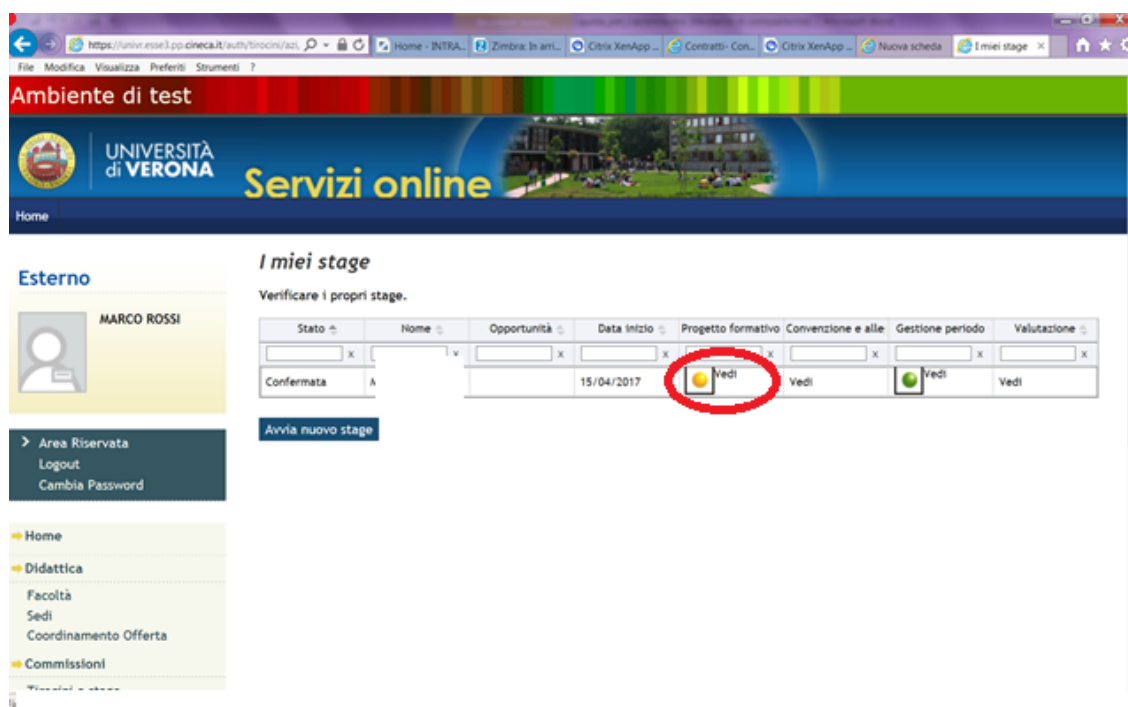 https://univr.esse3.pp.cineca.it/auth/tirocini/azi,
Home - INTRA...
Zimbra: In arri...
Citrix XenApp ...
Contratti- Con...
Citrix XenApp ...
Nuova scheda
I miei stage
File Modifica Visualizza Preferiti Strumenti ?
Ambiente di test
UNIVERSITÀ
di VERONA
Servizi online
Home
Esterno
MARCO ROSSI
Area Riservata
Logout
Cambia Password
Home
Didattica
Facoltà
Sedi
Coordinamento Offerta
Commissioni
I miei stage
Verificare i propri stage.
Stato Nome Opportunità Data inizio Progetto formativo Convenzione e alle Gestione periodo Valutazione
x x x x x x x x
Confermata 15/04/2017 Vedi Vedi Vedi Vedi
Avvia nuovo stage